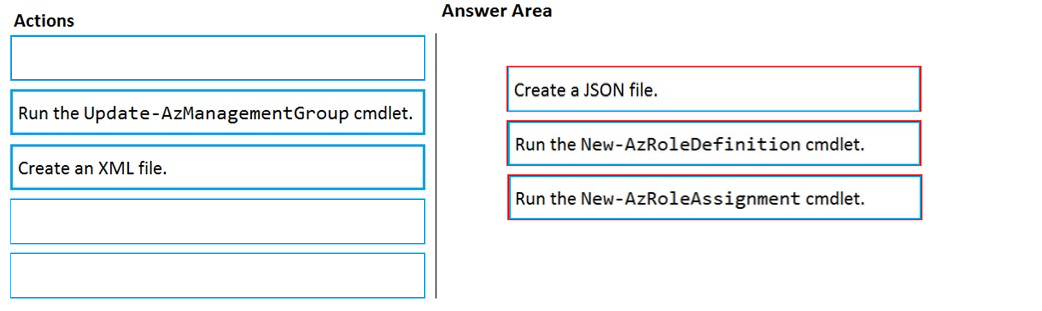 Actions
Answer Area
Run the Update-AzManagementGroup cmdlet.
Create an XML file.
Create a JSON file.
Run the New-AzRoleDefinition cmdlet.
Run the New-AzRoleAssignment cmdlet.